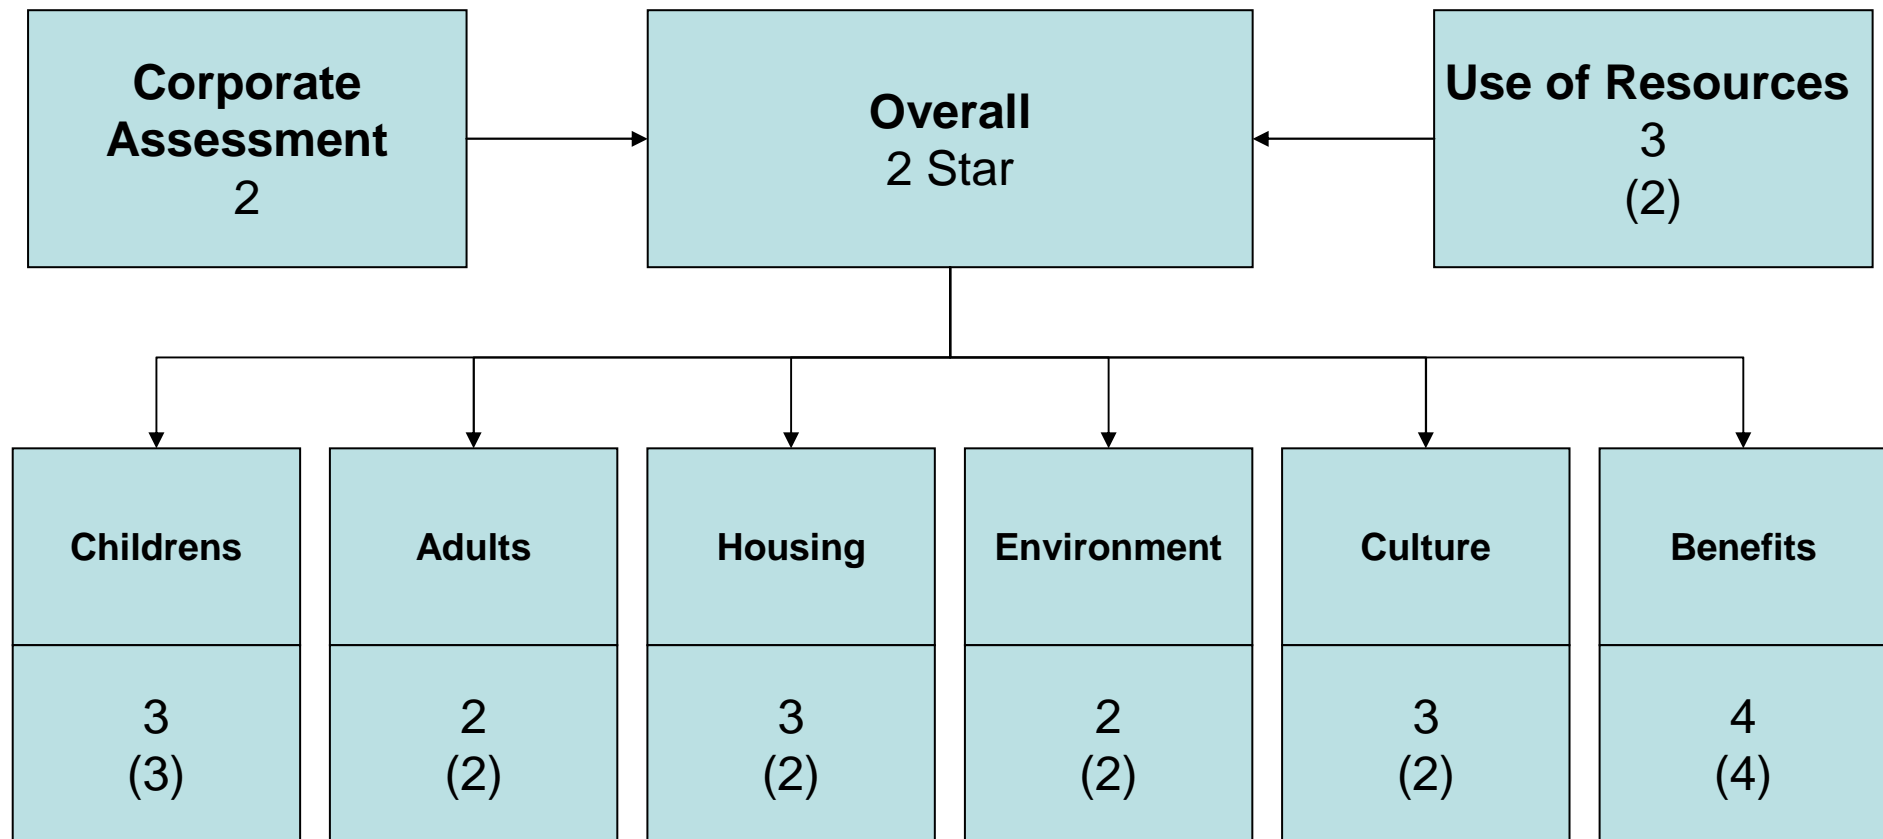 Corporate
Assessment
2
Overall
2 Star
Use of Resources
3
(2)
Childrens
Adults
Housing
Environment
Culture
Benefits
3
(3)
2
(2)
3
(2)
2
(2)
3
(2)
4
(4)